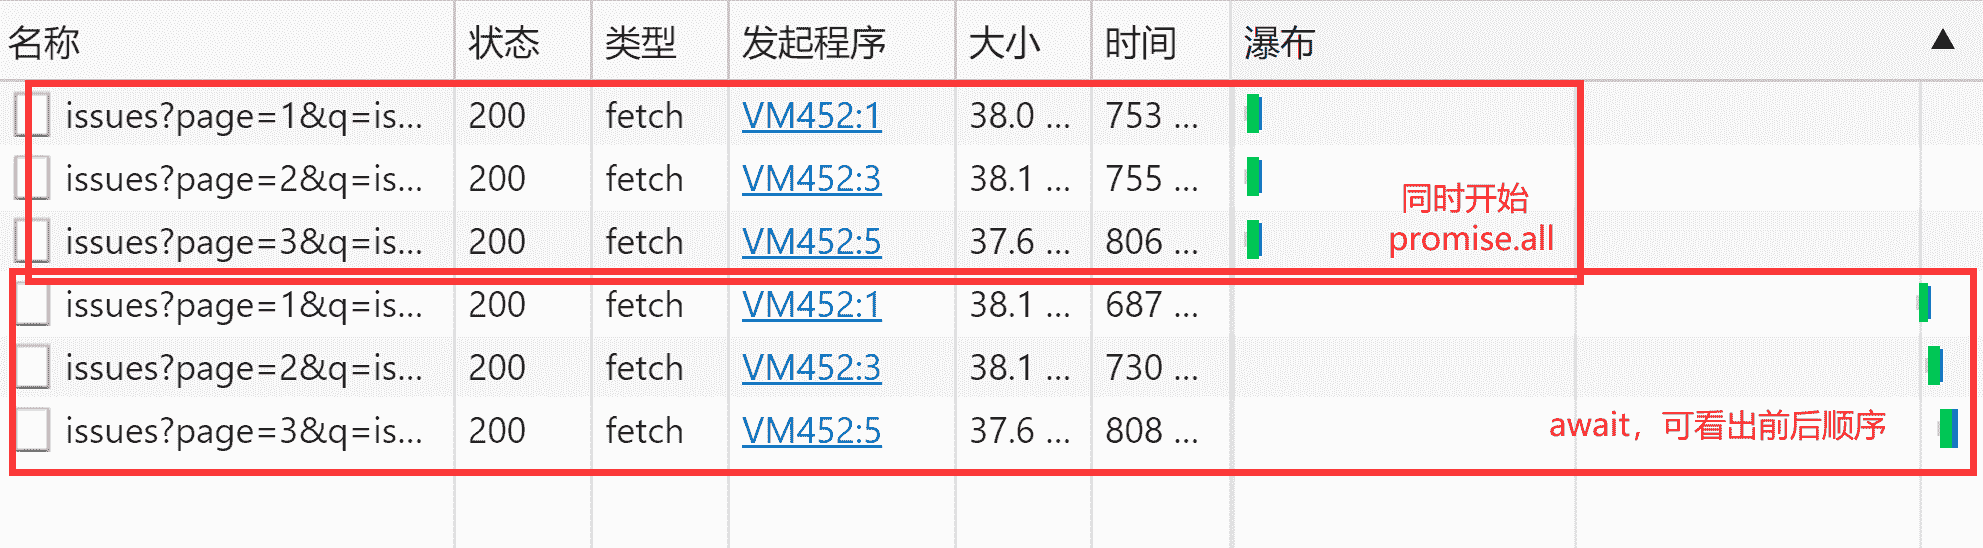 名称 状态 类型 发起程序 大小 时间 瀑布 ▲
issues?page=1&q=is... 200 fetch VM452:1 38.0 ... 753 ...
issues?page=2&q=is... 200 fetch VM452:3 38.1 ... 755 ...
issues?page=3&q=is... 200 fetch VM452:5 37.6 ... 806 ...
同时开始
promise.all
issues?page=1&q=is... 200 fetch VM452:1 38.1 ... 687 ...
issues?page=2&q=is... 200 fetch VM452:3 38.1 ... 730 ...
issues?page=3&q=is... 200 fetch VM452:5 37.6 ... 808 ...
await，可看出前后顺序